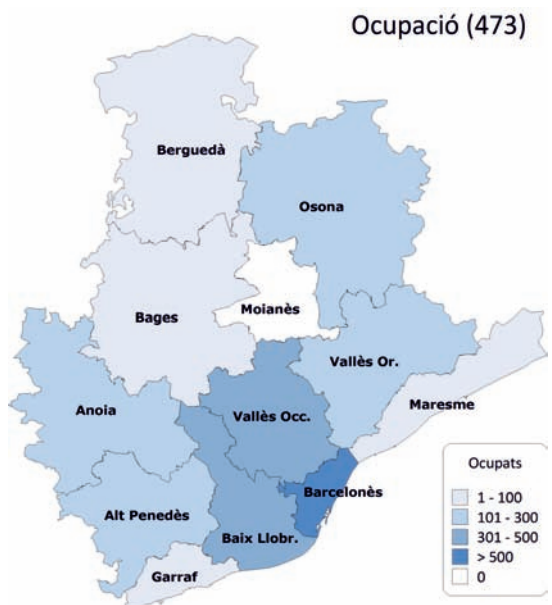 Ocupació (473)
Berguedà
Osona
Bages
Moianès
Vallès Or.
Maresme
Anoia
Vallès Occ.
Barcelonès
Alt Penedès
Baix Llobr.
Garraf
Ocupats
1 - 100
101 - 300
301 - 500
> 500
0